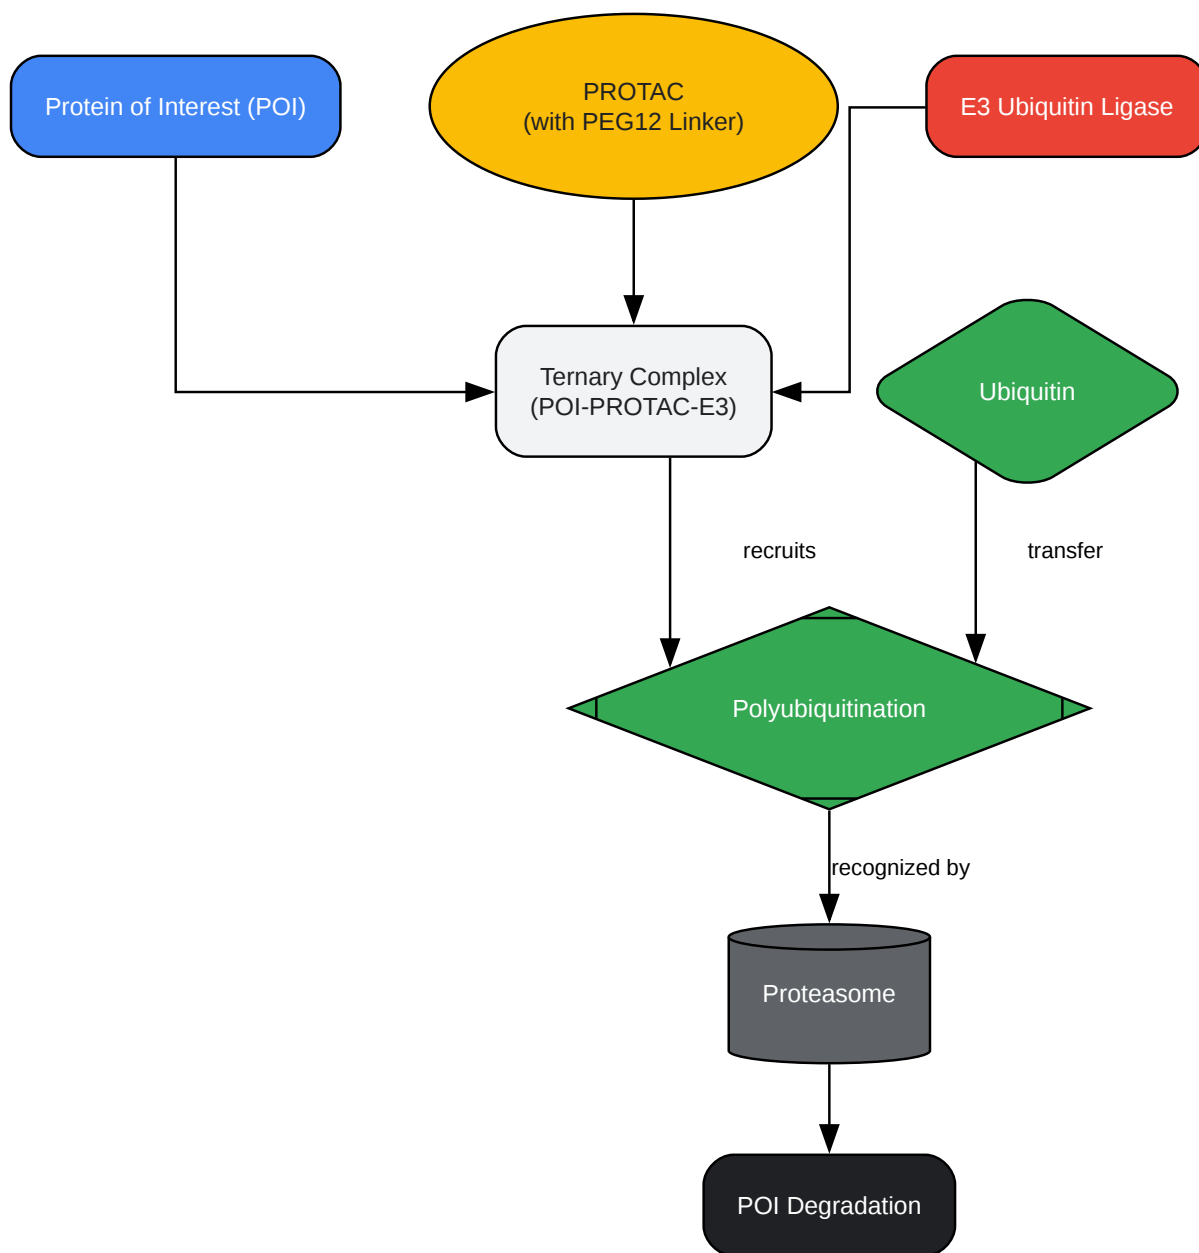 Protein of Interest (POI)
PROTAC
(with PEG12 Linker)
E3 Ubiquitin Ligase
Ternary Complex
(POI-PROTAC-E3)
Ubiquitin
recruits
transfer
Polyubiquitination
recognized by
Proteasome
POI Degradation